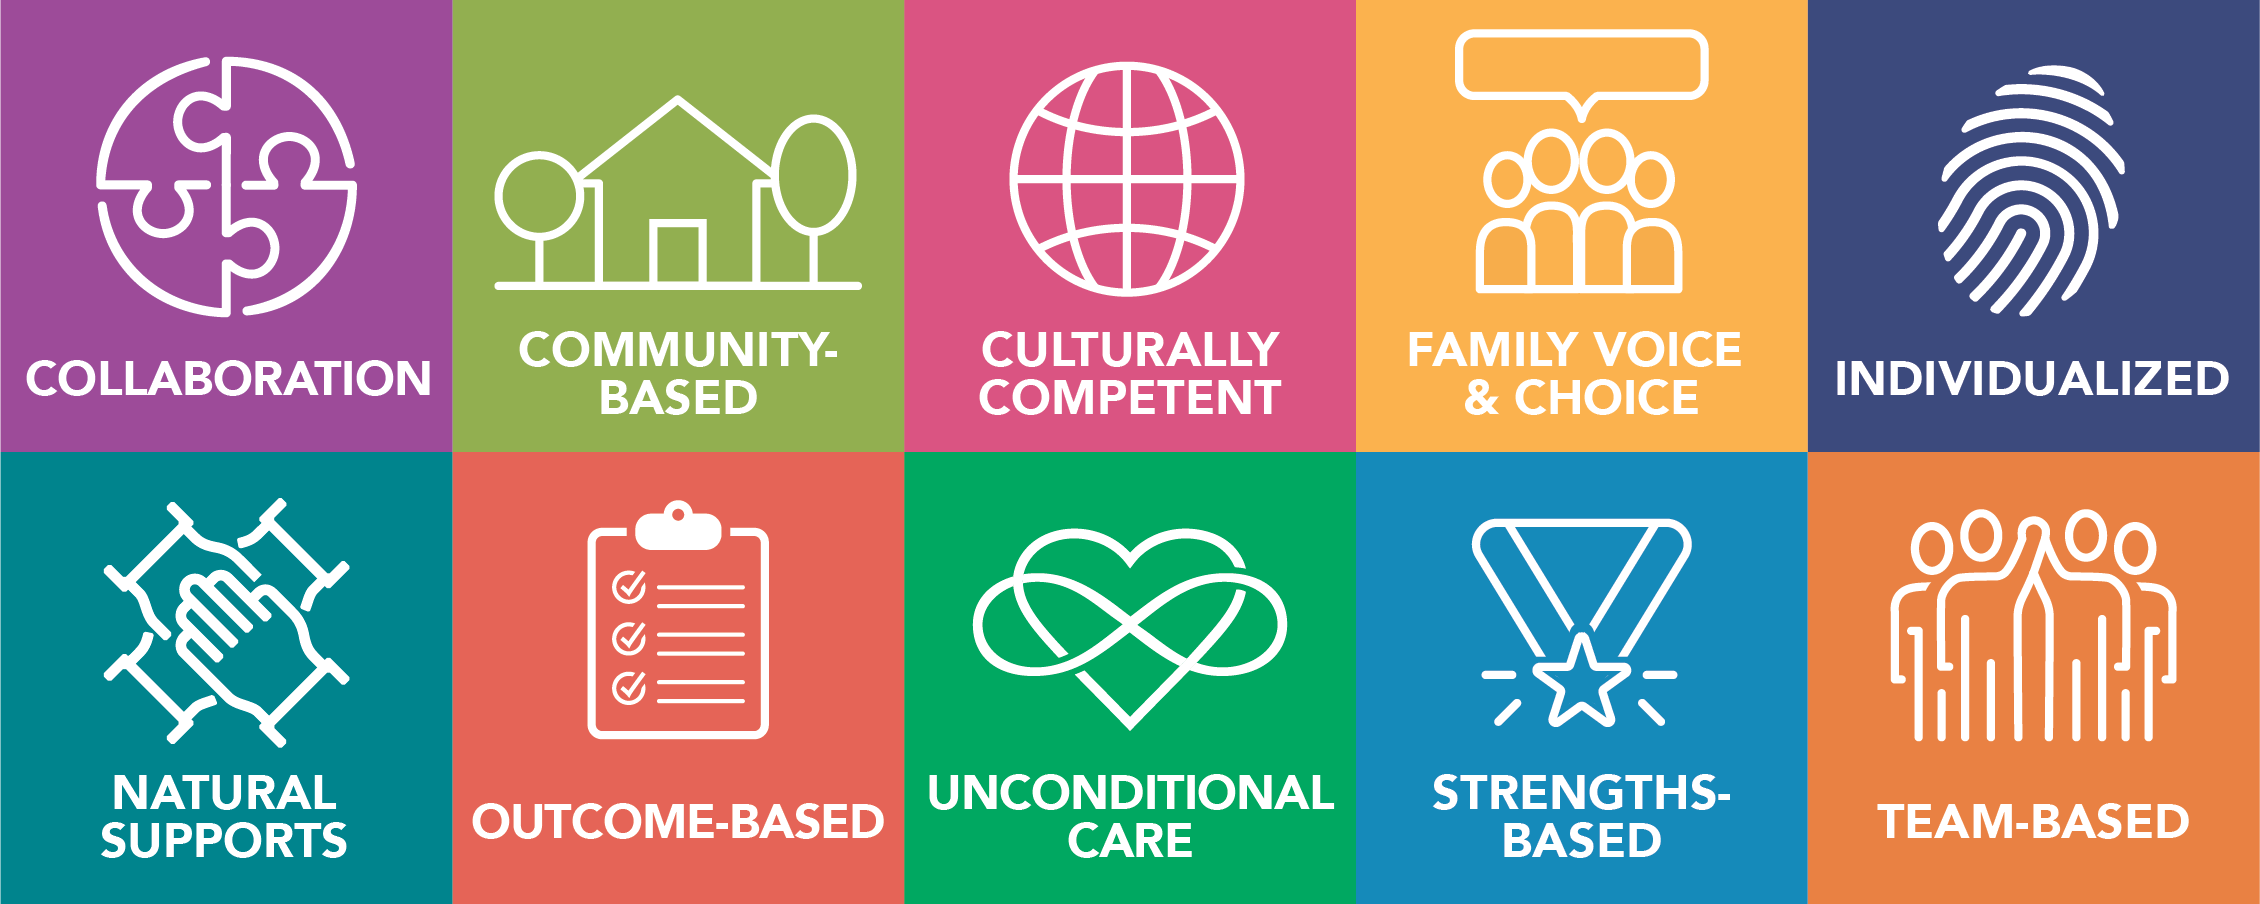 COLLABORATION
COMMUNITY-
BASED
CULTURALLY
COMPETENT
FAMILY VOICE
& CHOICE
INDIVIDUALIZED
NATURAL
SUPPORTS
OUTCOME-BASED
UNCONDITIONAL
CARE
STRENGTHS-
BASED
TEAM-BASED